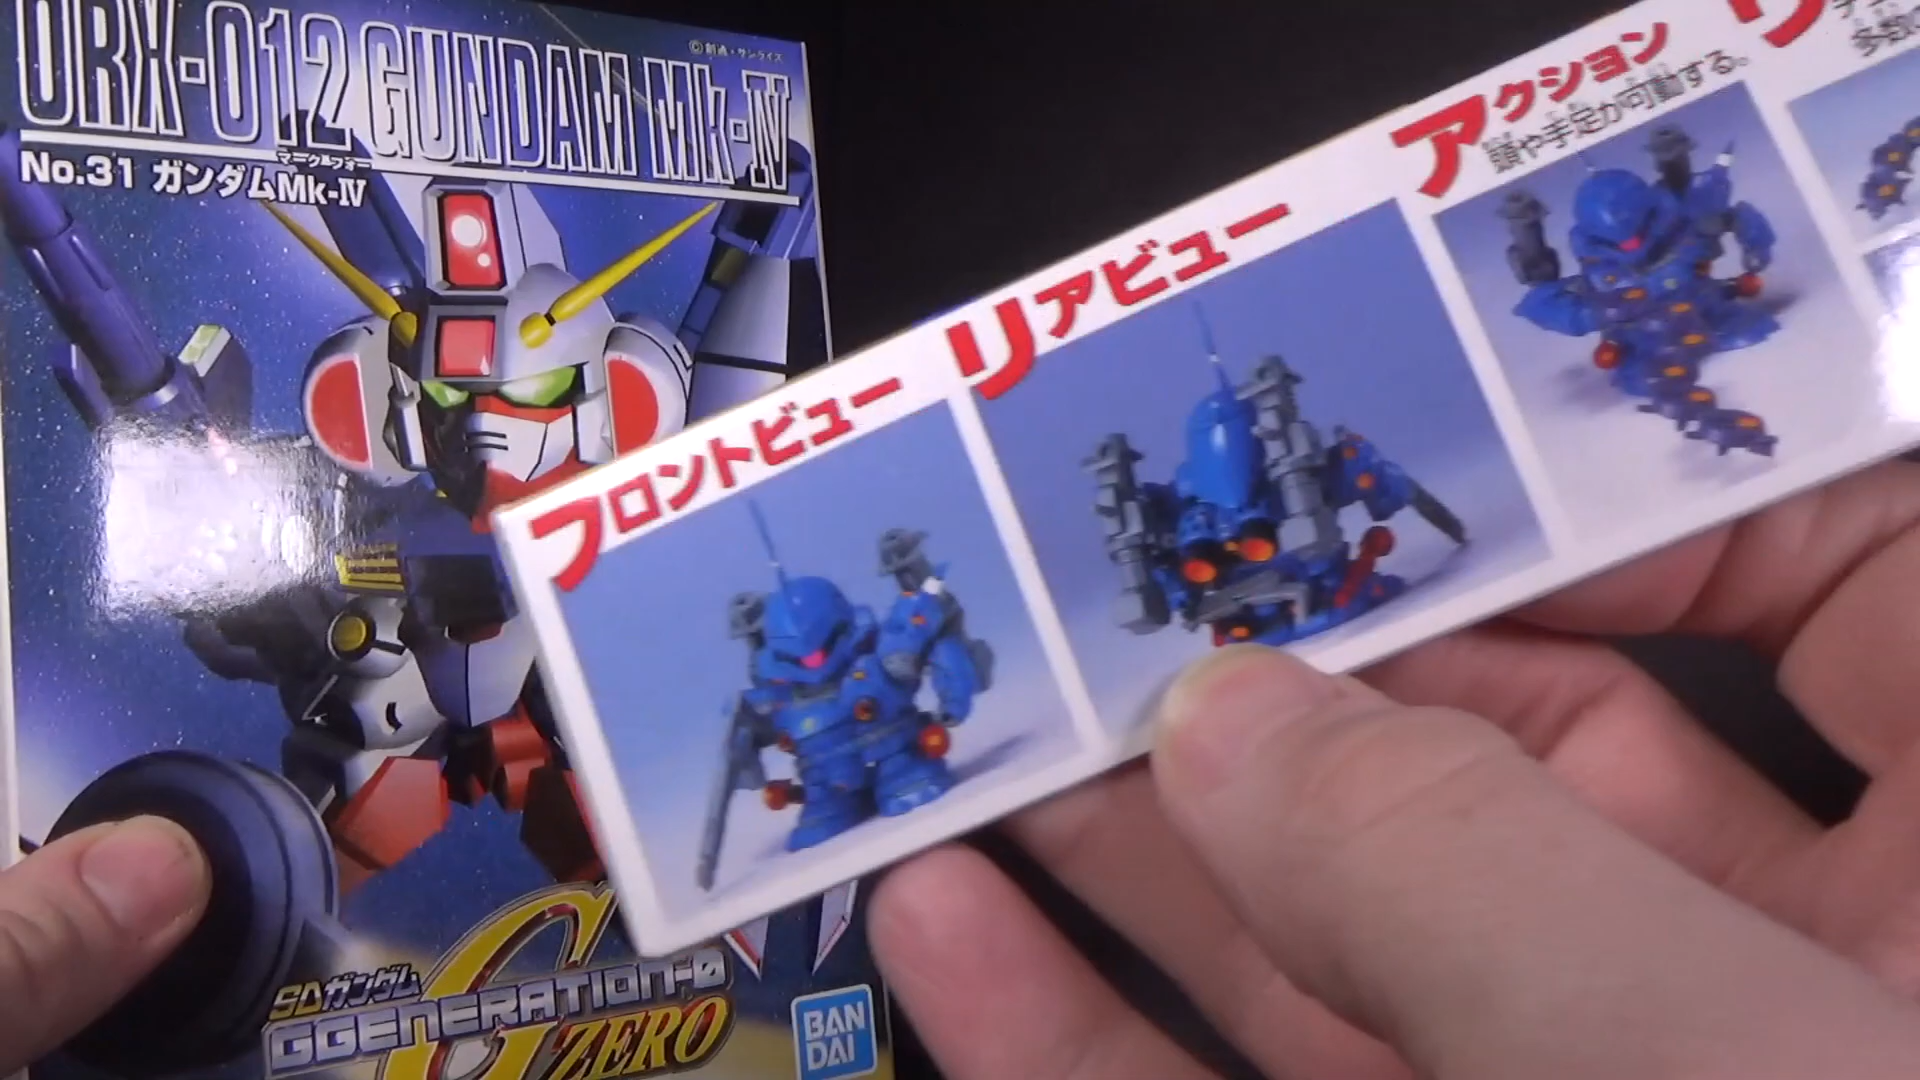 ORX-012 GUNDAM Mk-Ⅳ
©創通・サンライズ
マークフォー
No.31 ガンダムMk-Ⅳ
フロントビュー
リアビュー
アクション
頭や手足が可動する。
SDガンダム
GGENERATION-0
G ZERO
BAN
DAI